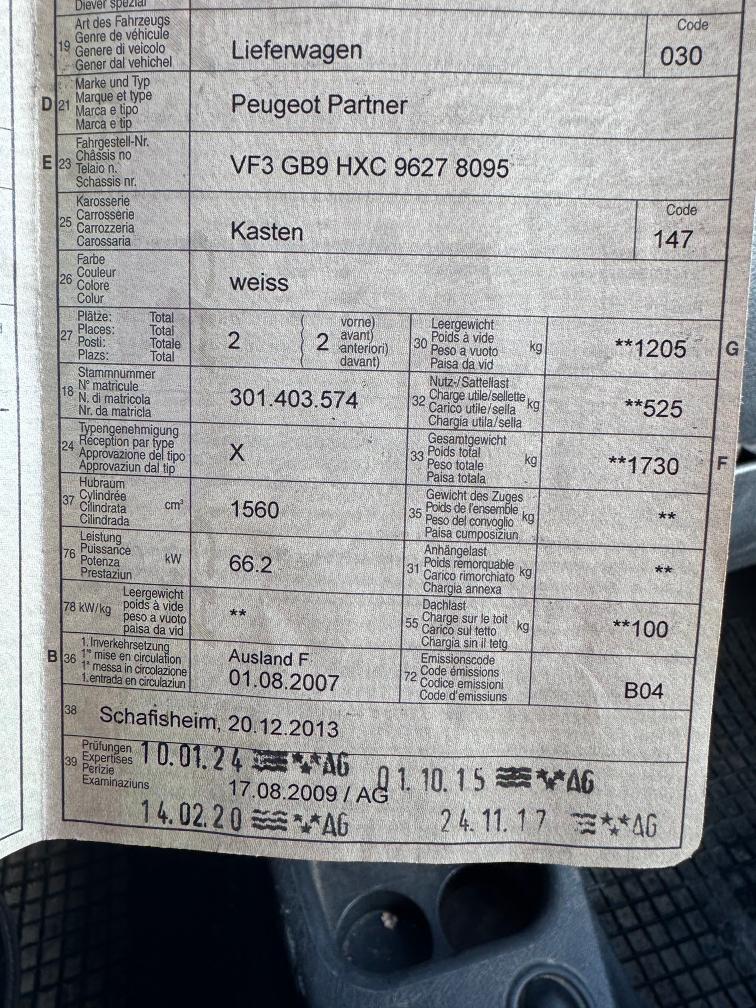 Diever spezial
19 Art des Fahrzeugs
Genre de véhicule
Genere di veicolo
Gener dal vehichel
Lieferwagen
Code
030
D 21 Marke und Typ
Marque et type
Marca e tipo
Marca e tip
Peugeot Partner
E 23 Fahrgestell-Nr.
Châssis no
Telaio n.
Schassis nr.
VF3 GB9 HXC 9627 8095
25 Karosserie
Carrosserie
Carrozzeria
Carossaria
Kasten
Code
147
26 Farbe
Couleur
Colore
Colur
weiss
27 Plätze: Total
Places: Total
Posti: Totale
Plazs: Total
2
( 2 vorne)
( avant)
( anteriori)
( davant)
30 Leergewicht
Poids à vide
Peso a vuoto
Paisa da vid
kg
**1205
G
18 Stammnummer
N° matricule
N. di matricola
Nr. da matricla
301.403.574
32 Nutz-/Sattellast
Charge utile/sellette
Carico utile/sella
Chargia utila/sella
kg
**525
24 Typengenehmigung
Réception par type
Approvazione del tipo
Approvaziun dal tip
X
33 Gesamtgewicht
Poids total
Peso totale
Paisa totala
kg
**1730
F
37 Hubraum
Cylindrée
Cilindrata
Cilindrada
cm³
1560
35 Gewicht des Zuges
Poids de l'ensemble
Peso del convoglio
Paisa cumposiziun
kg
**
76 Leistung
Puissance
Potenza
Prestaziun
kW
66.2
31 Anhängelast
Poids remorquable
Carico rimorchiato
Chargia annexa
kg
**
78 kW/kg Leergewicht
poids à vide
peso a vuoto
paisa da vid
**
55 Dachlast
Charge sur le toit
Carico sul tetto
Chargia sin il tetg
kg
**100
B 36 1. Inverkehrsetzung
1re mise en circulation
1a messa in circolazione
1. entrada en circulaziun
Ausland F
01.08.2007
72 Emissionscode
Code émissions
Codice emissioni
Code d'emissiuns
B04
38 Schafisheim, 20.12.2013
39 Prüfungen
Expertises
Perizie
Examinaziuns
10.01.24 AG
01.10.15 AG
17.08.2009 / AG
14.02.20 AG
24.11.17 AG